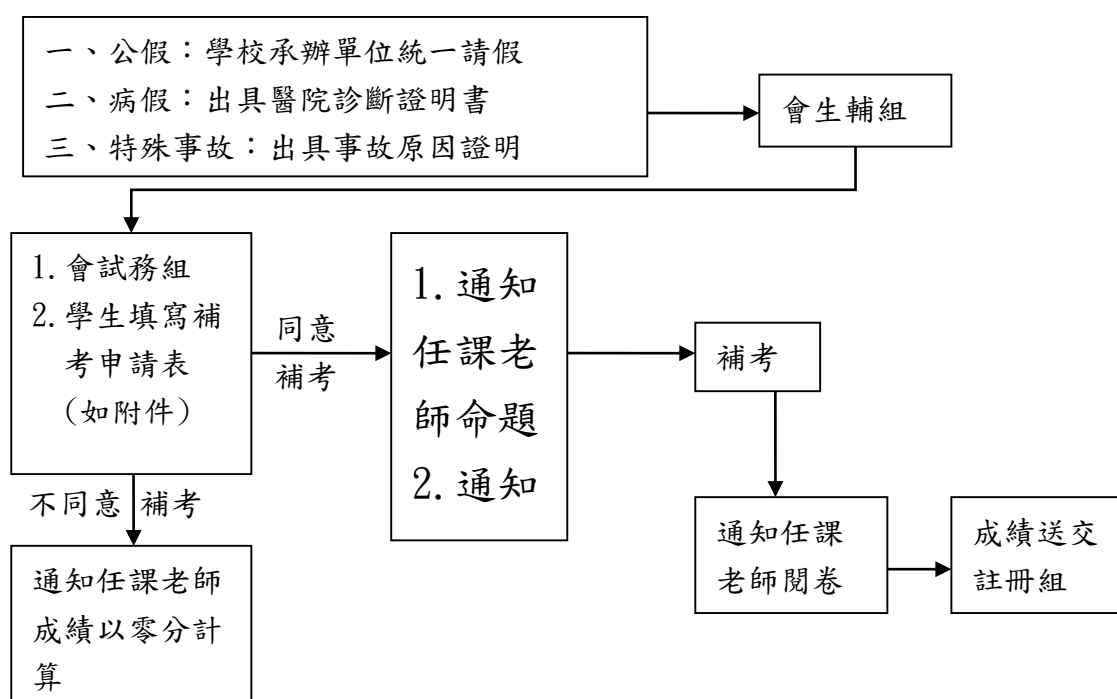 一、公假：學校承辦單位統一請假
二、病假：出具醫院診斷證明書
三、特殊事故：出具事故原因證明
會生輔組
1.會試務組
2.學生填寫補
考申請表
(如附件)
同意
補考
1.通知
任課老
師命題
2.通知
補考
不同意 補考
通知任課老師
成績以零分計
算
通知任課
老師閱卷
成績送交
註冊組